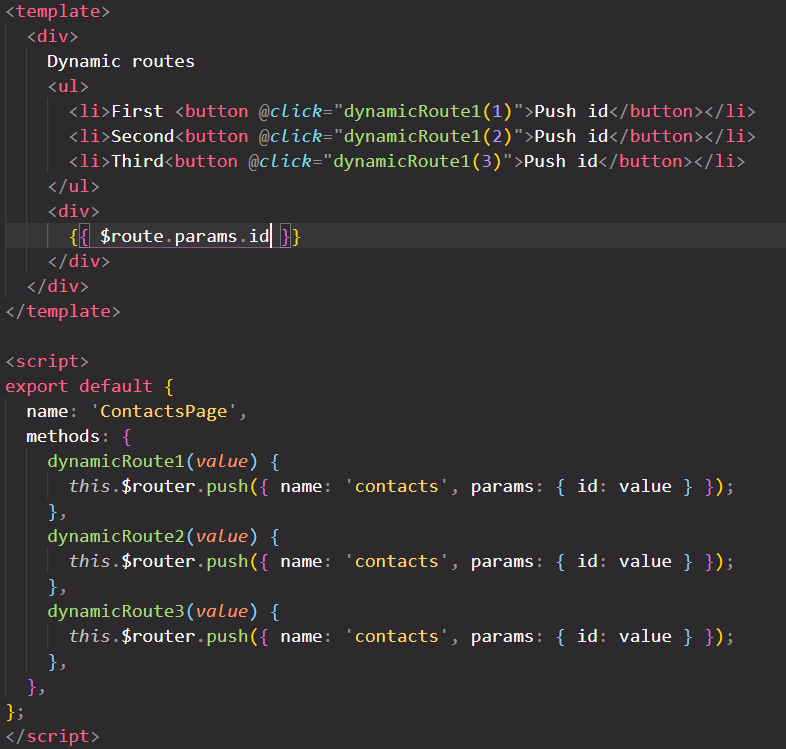 <template>
  <div>
    Dynamic routes
    <ul>
      <li>First <button @click="dynamicRoute1(1)">Push id</button></li>
      <li>Second<button @click="dynamicRoute1(2)">Push id</button></li>
      <li>Third<button @click="dynamicRoute1(3)">Push id</button></li>
    </ul>
    <div>
      {{ $route.params.id }}
    </div>
  </div>
</template>

<script>
export default {
  name: 'ContactsPage',
  methods: {
    dynamicRoute1(value) {
      this.$router.push({ name: 'contacts', params: { id: value } });
    },
    dynamicRoute2(value) {
      this.$router.push({ name: 'contacts', params: { id: value } });
    },
    dynamicRoute3(value) {
      this.$router.push({ name: 'contacts', params: { id: value } });
    },
  },
};
</script>